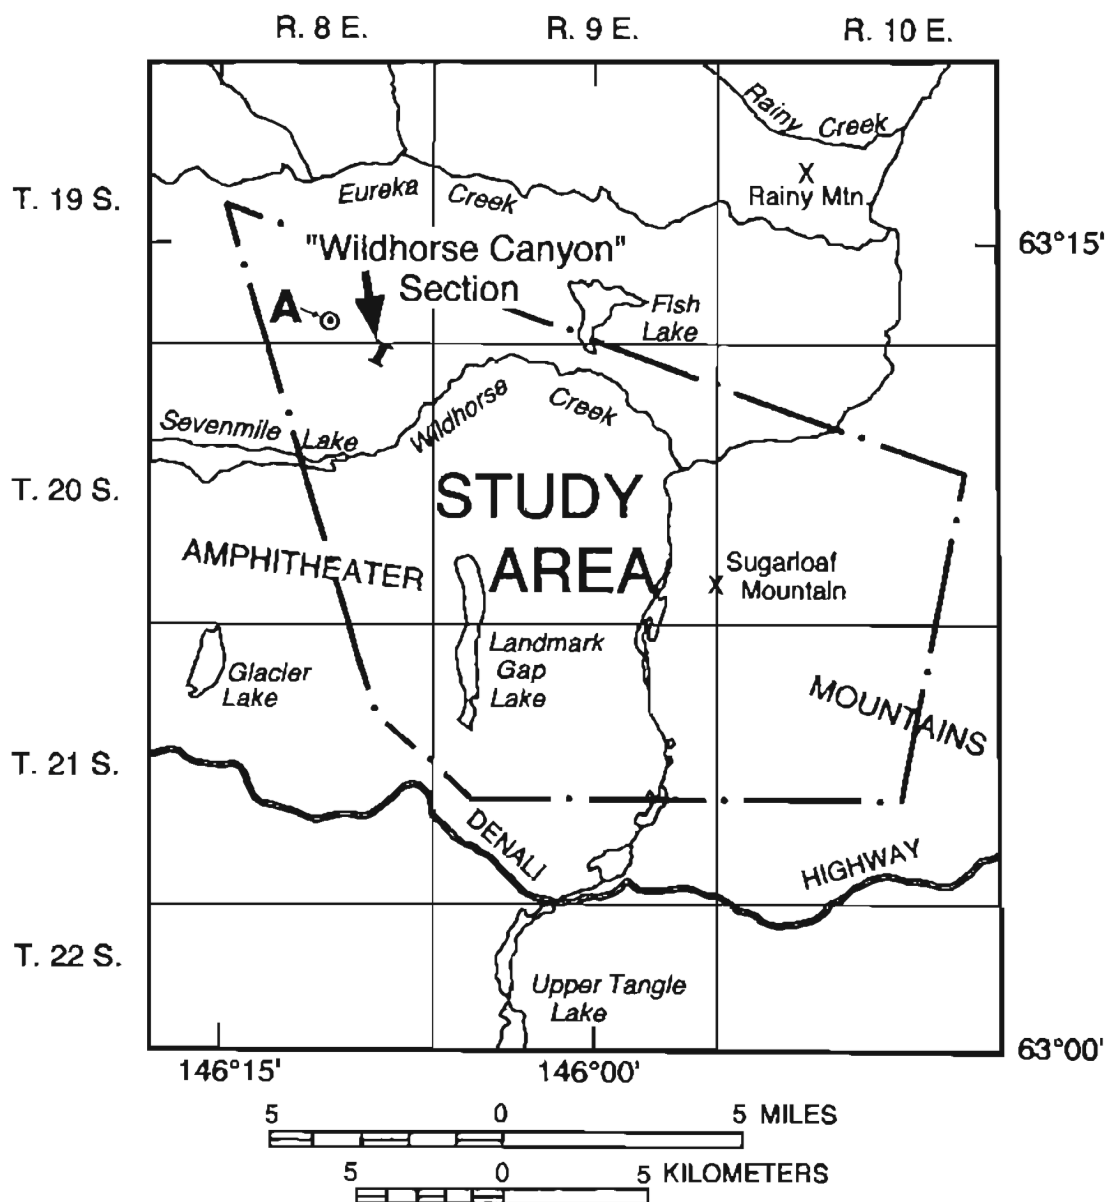 R. 8 E. R. 9 E. R. 10 E.
Rainy Creek
X
Rainy Mtn.
T. 19 S.
Eureka Creek
63°15'
"Wildhorse Canyon"
Section
A
Fish
Lake
Wildhorse Creek
Sevenmile Lake
T. 20 S.
STUDY
AREA
AMPHITHEATER
X
Sugarloaf
Mountain
Glacier
Lake
Landmark
Gap
Lake
MOUNTAINS
T. 21 S.
DENALI
HIGHWAY
T. 22 S.
Upper Tangle
Lake
63°00'
146°15' 146°00'
5 0 5 MILES
5 0 5 KILOMETERS